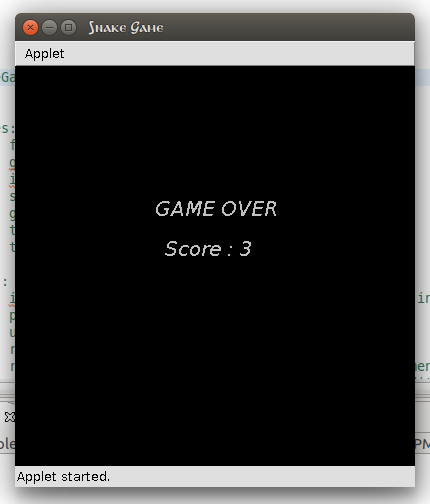 Snake Game
Applet
GAME OVER
Score : 3
Applet started.